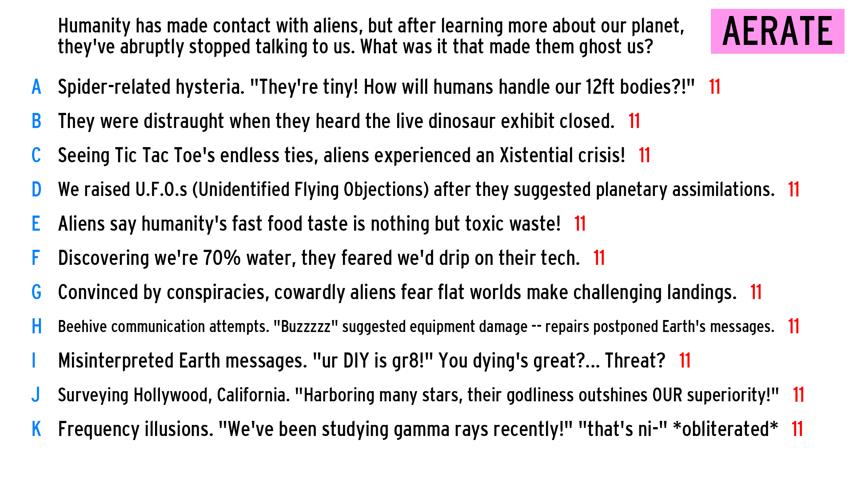 Humanity has made contact with aliens, but after learning more about our planet,
they've abruptly stopped talking to us. What was it that made them ghost us?
AERATE
A Spider-related hysteria. "They're tiny! How will humans handle our 12ft bodies?!" 11
B They were distraught when they heard the live dinosaur exhibit closed. 11
C Seeing Tic Tac Toe's endless ties, aliens experienced an Xistential crisis! 11
D We raised U.F.O.s (Unidentified Flying Objections) after they suggested planetary assimilations. 11
E Aliens say humanity's fast food taste is nothing but toxic waste! 11
F Discovering we're 70% water, they feared we'd drip on their tech. 11
G Convinced by conspiracies, cowardly aliens fear flat worlds make challenging landings. 11
H Beehive communication attempts. "Buzzzzz" suggested equipment damage -- repairs postponed Earth's messages. 11
I Misinterpreted Earth messages. "ur DIY is gr8!" You dying's great?... Threat? 11
J Surveying Hollywood, California. "Harboring many stars, their godliness outshines OUR superiority!" 11
K Frequency illusions. "We've been studying gamma rays recently!" "that's ni-" *obliterated* 11